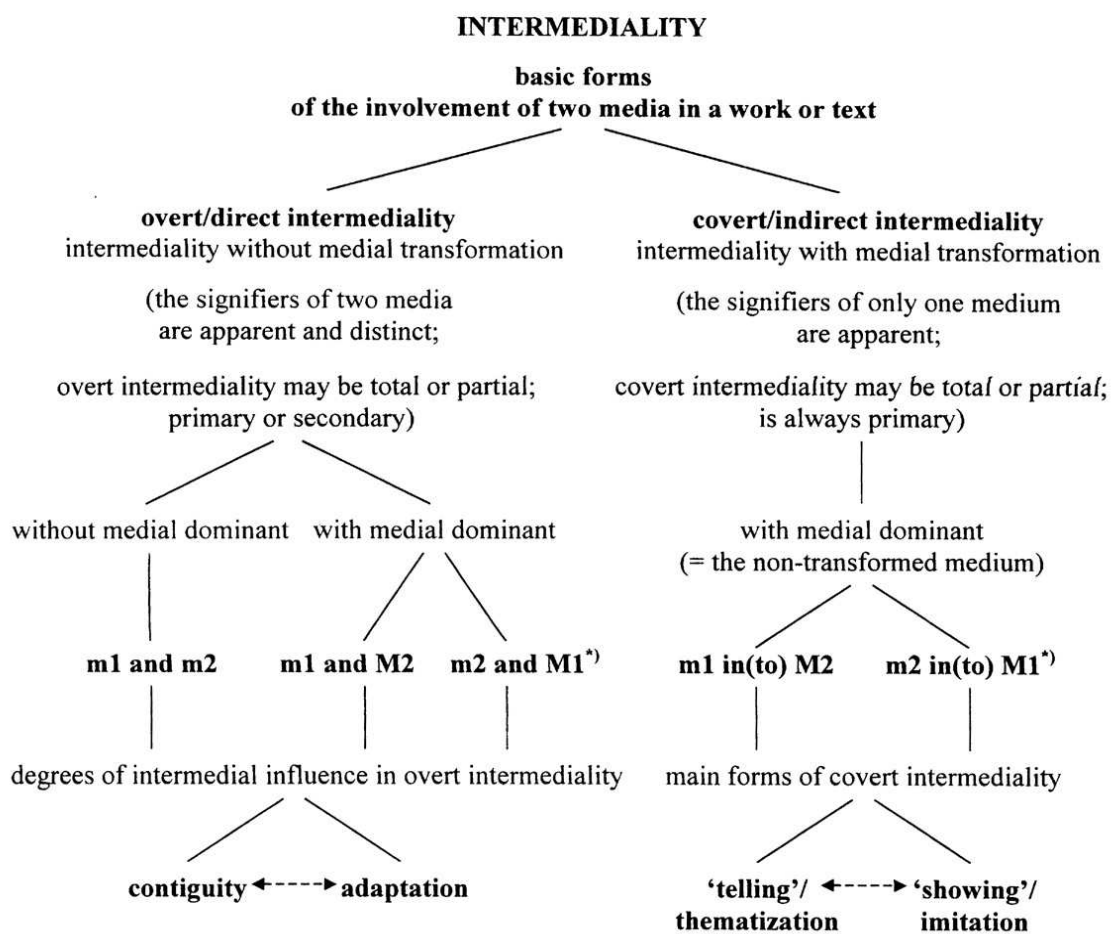 INTERMEDIALITY
basic forms
of the involvement of two media in a work or text
overt/direct intermediality
intermediality without medial transformation
(the signifiers of two media
are apparent and distinct;
overt intermediality may be total or partial;
primary or secondary)
covert/indirect intermediality
intermediality with medial transformation
(the signifiers of only one medium
are apparent;
covert intermediality may be total or partial;
is always primary)
without medial dominant
with medial dominant
with medial dominant
(= the non-transformed medium)
m1 and m2
m1 and M2
m2 and M1*)
m1 in(to) M2
m2 in(to) M1*)
degrees of intermedial influence in overt intermediality
main forms of covert intermediality
contiguity
adaptation
‘telling’/
thematization
‘showing’/
imitation